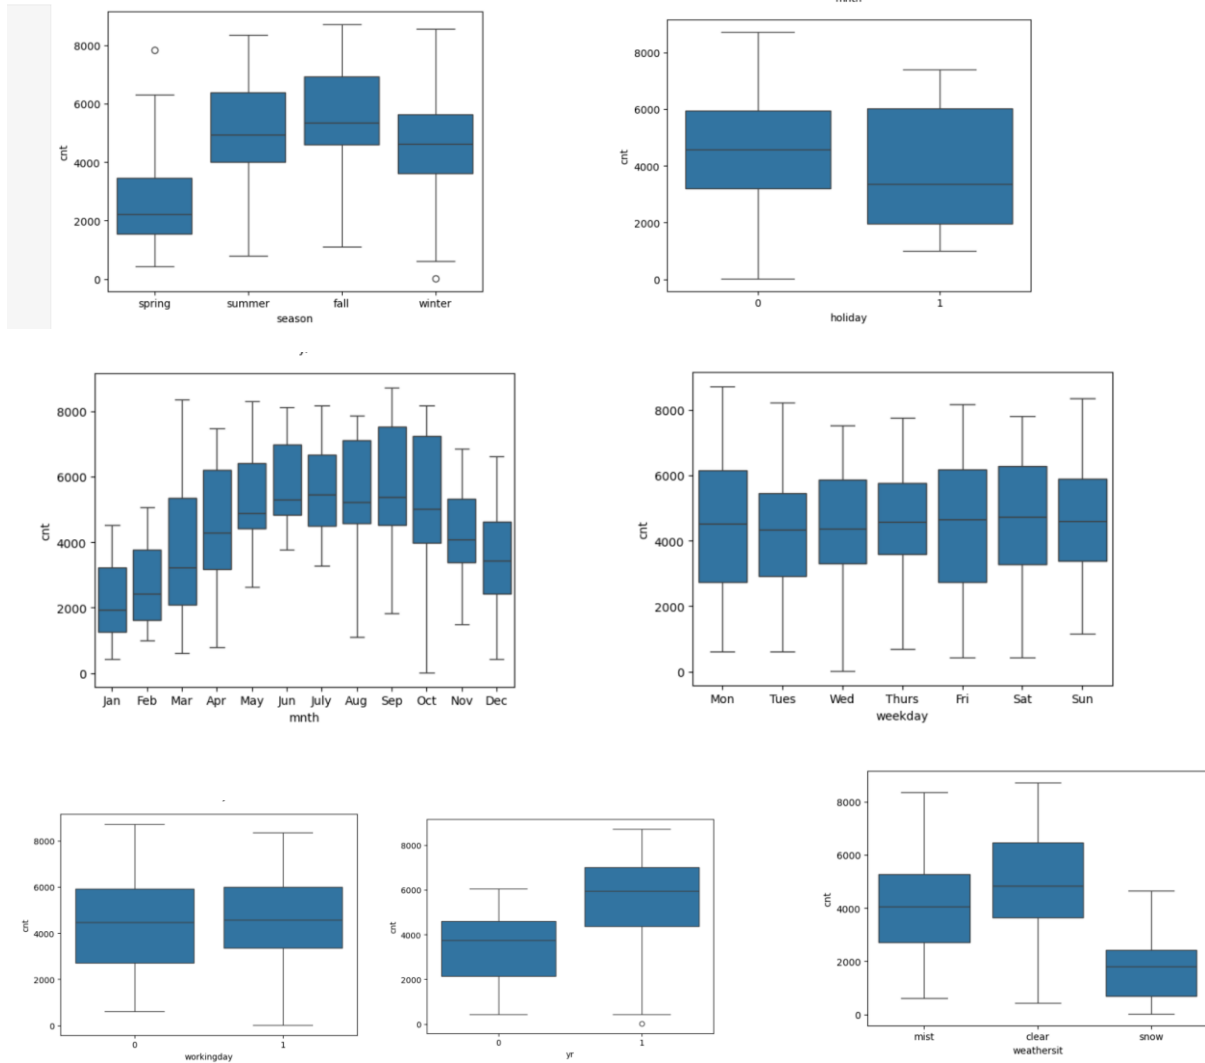 mnth
8000
6000
cnt
4000
2000
0
spring summer fall winter
season
8000
6000
cnt
4000
2000
0
0 1
holiday
8000
6000
cnt
4000
2000
0
Jan Feb Mar Apr May Jun July Aug Sep Oct Nov Dec
mnth
8000
6000
cnt
4000
2000
0
Mon Tues Wed Thurs Fri Sat Sun
weekday
8000
6000
cnt
4000
2000
0
0 1
workingday
8000
6000
cnt
4000
2000
0
0 1
yr
8000
6000
cnt
4000
2000
0
mist clear snow
weathersit